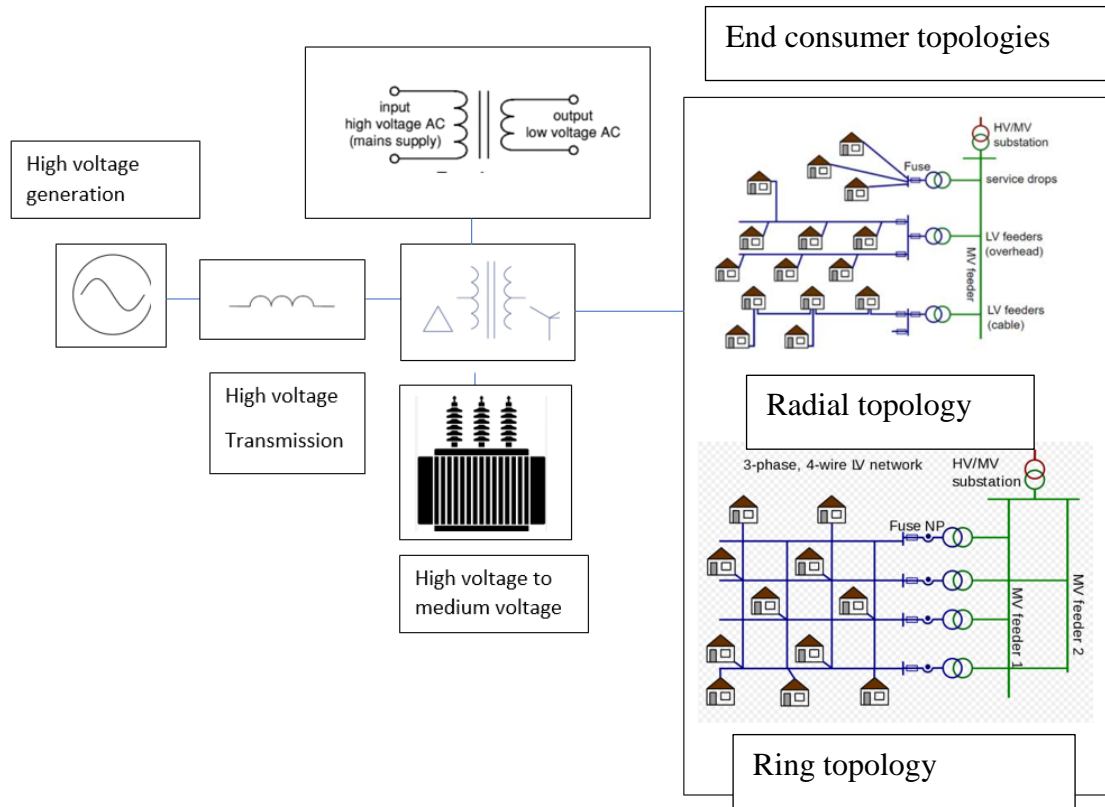 End consumer topologies
input
high voltage AC
(mains supply)
output
low voltage AC
High voltage
generation
High voltage
Transmission
High voltage to
medium voltage
HV/MV
substation
Fuse
service drops
LV feeders
(overhead)
MV feeder
LV feeders
(cable)
Radial topology
3-phase, 4-wire LV network
HV/MV
substation
Fuse NP
MV feeder 1
MV feeder 2
Ring topology